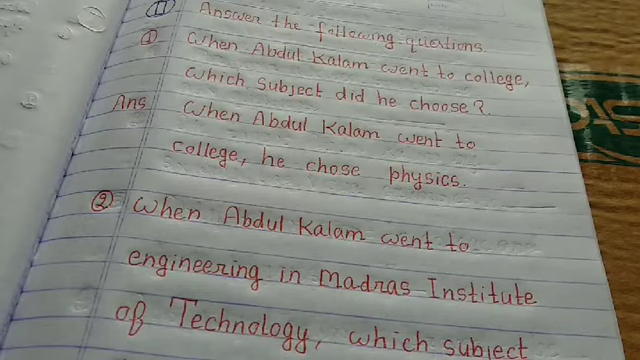 (II) Answer the following questions.
① When Abdul Kalam went to college,
which subject did he choose?
Ans When Abdul Kalam went to
college, he chose physics.
② When Abdul Kalam went to
engineering in Madras Institute
of Technology, which subject